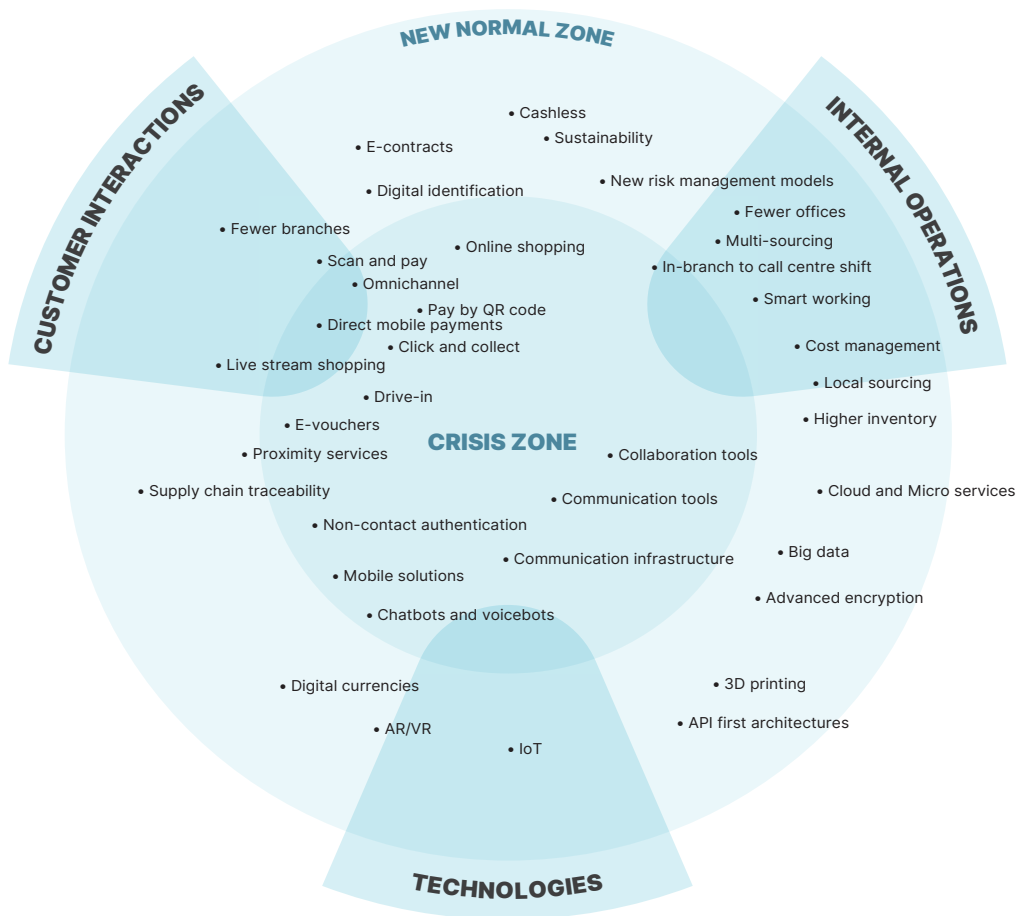 NEW NORMAL ZONE
CUSTOMER INTERACTIONS
INTERNAL OPERATIONS
• Cashless
• Sustainability
• E-contracts
• New risk management models
• Digital identification
• Fewer offices
• Fewer branches
• Multi-sourcing
• Online shopping
• Scan and pay
• In-branch to call centre shift
• Omnichannel
• Smart working
• Pay by QR code
• Direct mobile payments
• Click and collect
• Cost management
• Live stream shopping
• Local sourcing
• Drive-in
• Higher inventory
• E-vouchers
CRISIS ZONE
• Proximity services
• Collaboration tools
• Supply chain traceability
• Cloud and Micro services
• Communication tools
• Non-contact authentication
• Big data
• Communication infrastructure
• Mobile solutions
• Advanced encryption
• Chatbots and voicebots
• 3D printing
• Digital currencies
• API first architectures
• AR/VR
• IoT
TECHNOLOGIES